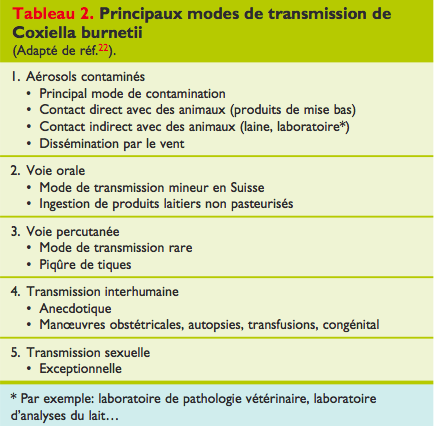 Tableau 2. Principaux modes de transmission de
Coxiella burnetii
(Adapté de réf.22).
1. Aérosols contaminés
• Principal mode de contamination
• Contact direct avec des animaux (produits de mise bas)
• Contact indirect avec des animaux (laine, laboratoire*)
• Dissémination par le vent
2. Voie orale
• Mode de transmission mineur en Suisse
• Ingestion de produits laitiers non pasteurisés
3. Voie percutanée
• Mode de transmission rare
• Piqûre de tiques
4. Transmission interhumaine
• Anecdotique
• Manœuvres obstétricales, autopsies, transfusions, congénital
5. Transmission sexuelle
• Exceptionnelle
* Par exemple: laboratoire de pathologie vétérinaire, laboratoire
d’analyses du lait…